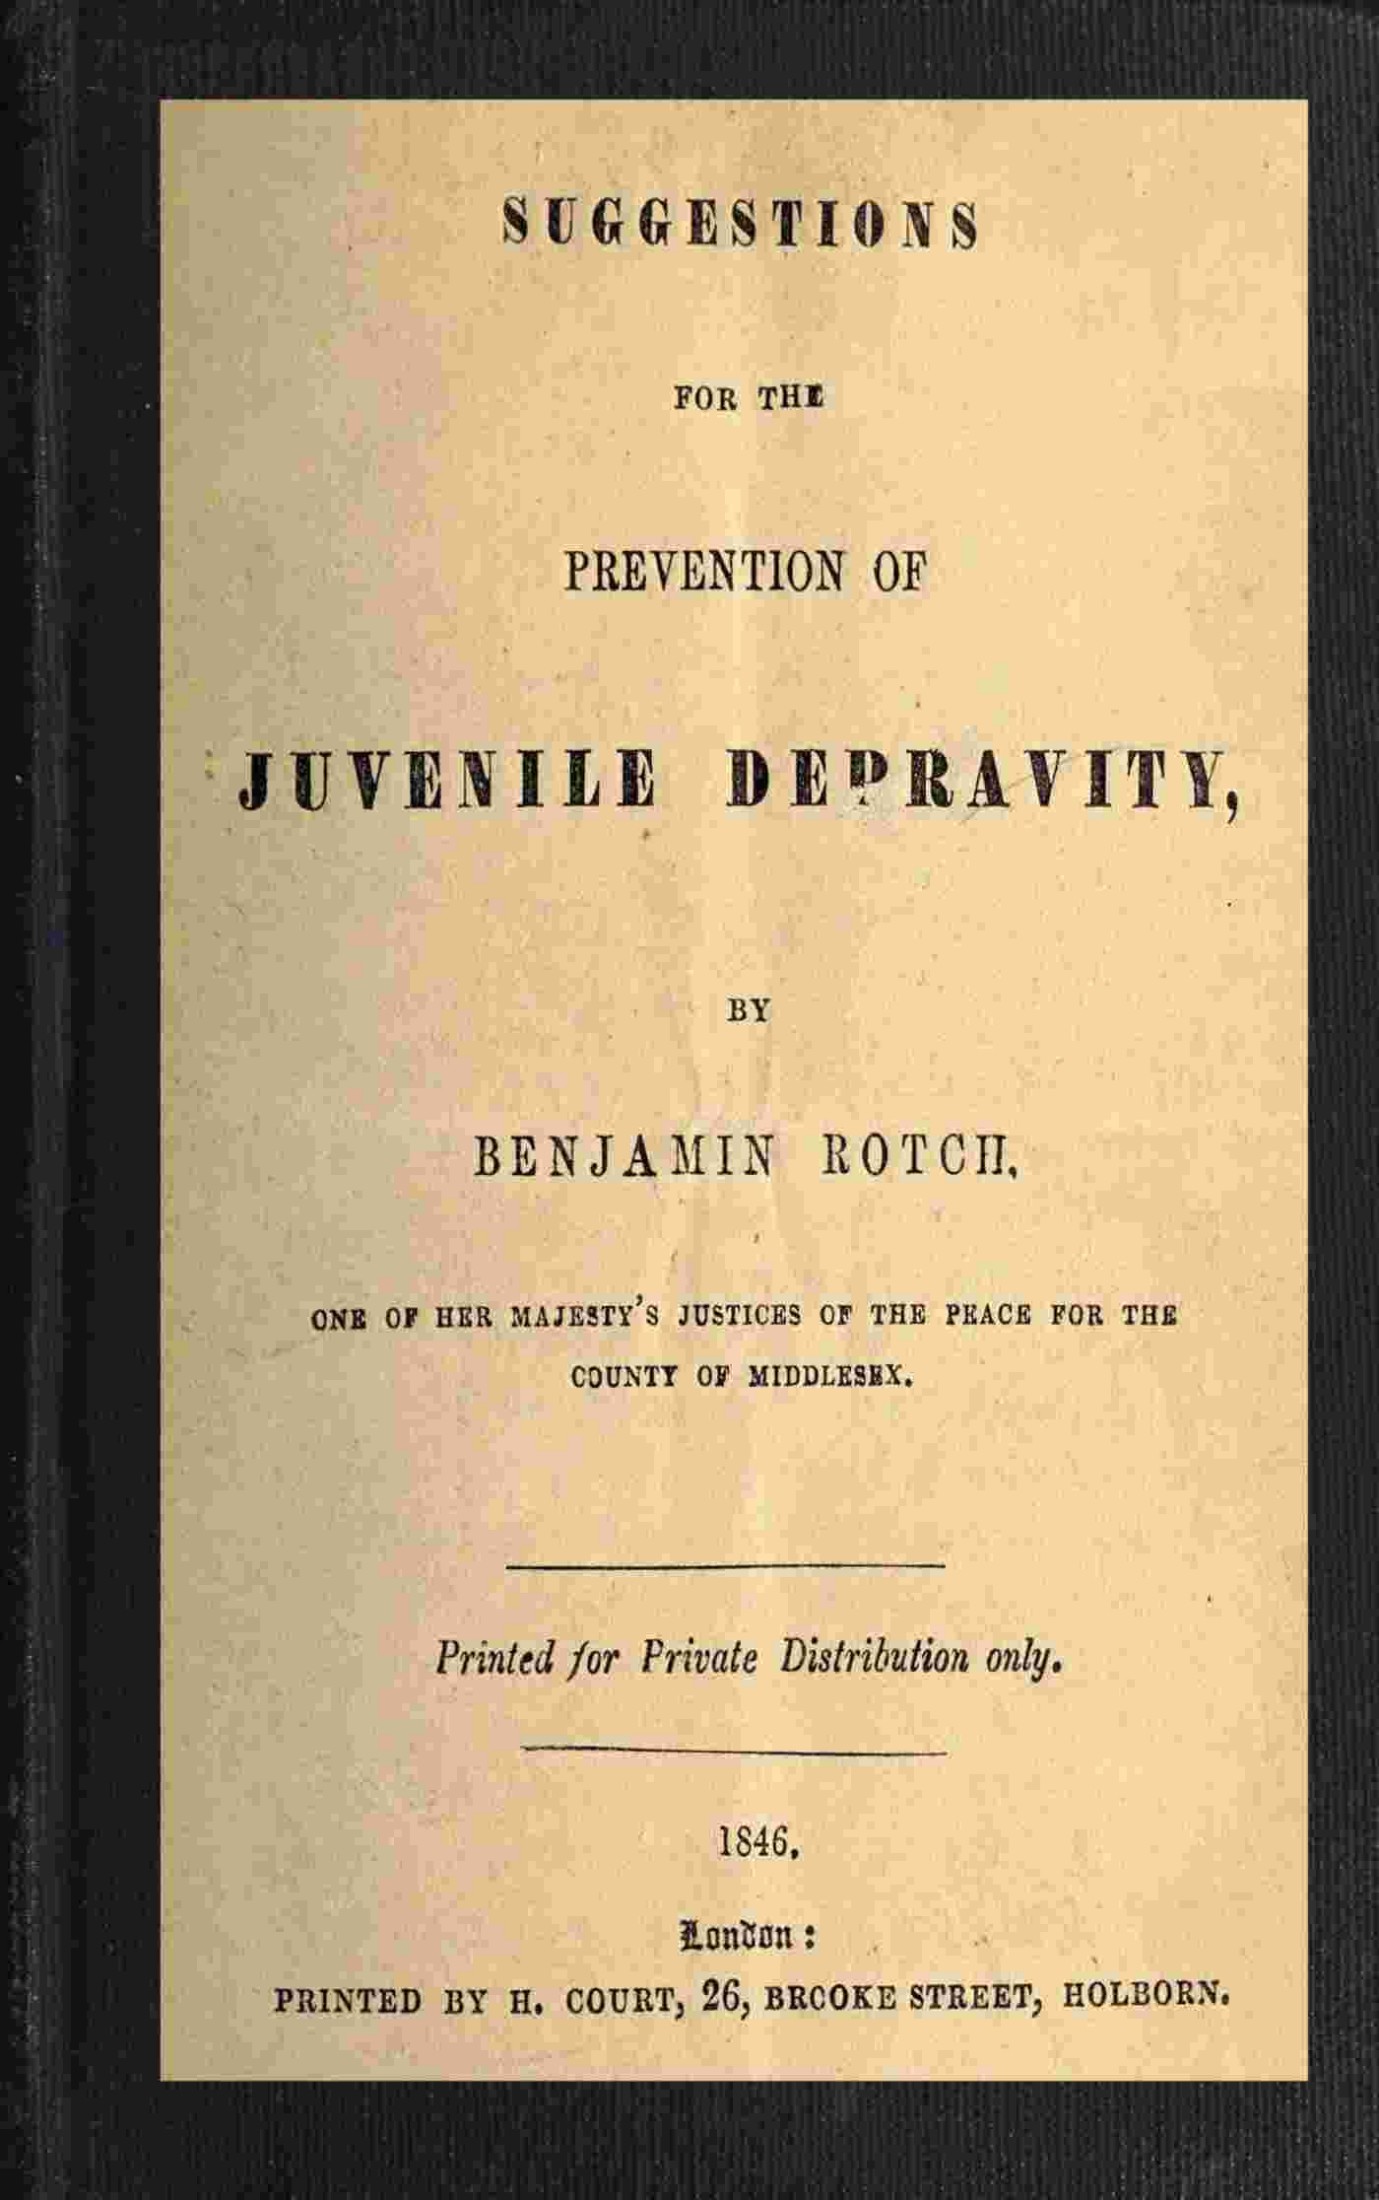 SUGGESTIONS
FOR THE
PREVENTION OF
JUVENILE DEPRAVITY,
BY
BENJAMIN ROTCH,
ONE OF HER MAJESTY'S JUSTICES OF THE PEACE FOR THE
COUNTY OF MIDDLESEX.
Printed for Private Distribution only.
1846.
London:
PRINTED BY H. COURT, 26, BROOKE STREET, HOLBORN.